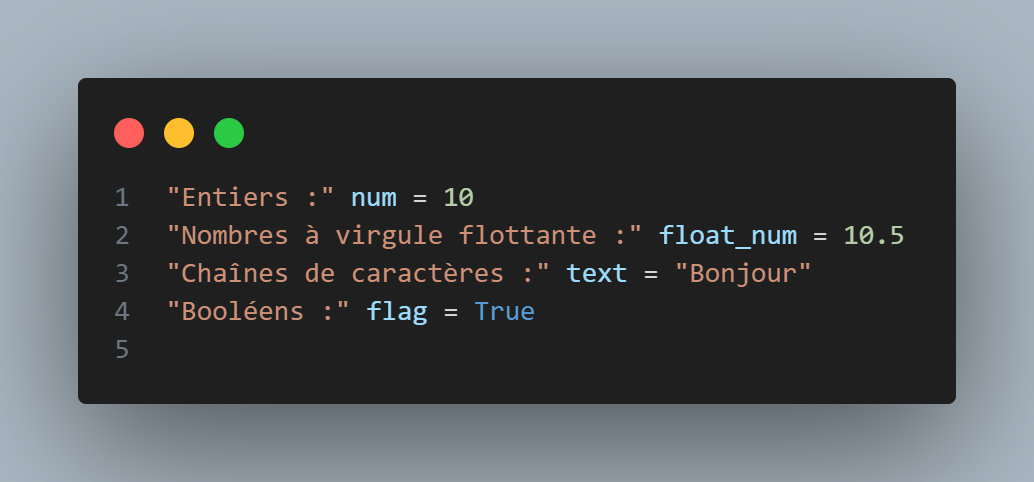 1 "Entiers :" num = 10
2 "Nombres à virgule flottante :" float_num = 10.5
3 "Chaînes de caractères :" text = "Bonjour"
4 "Booléens :" flag = True
5